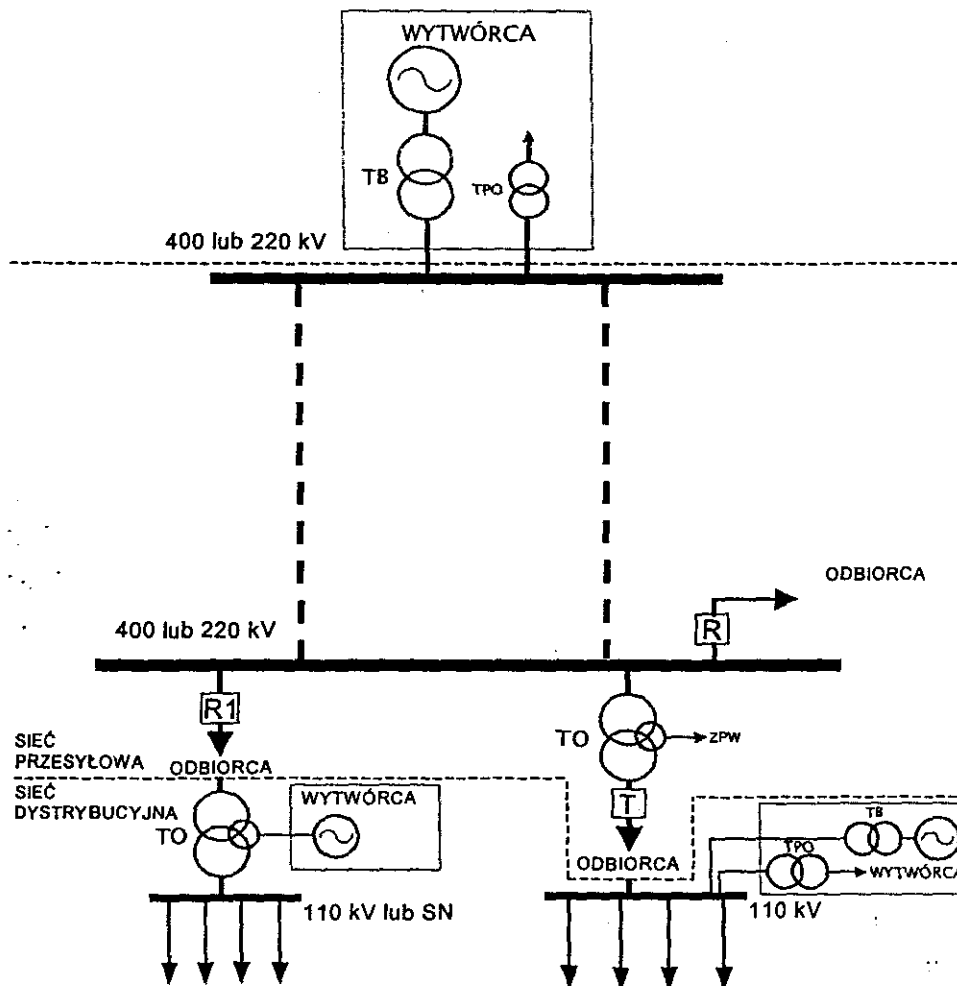 WYTWÓRCA
TB
TPO
400 lub 220 kV
ODBIORCA
400 lub 220 kV
R
R1
TO
ZPW
SIEĆ
PRZESYŁOWA
ODBIORCA
SIEĆ
DYSTRYBUCYJNA
TO
WYTWÓRCA
T
ODBIORCA
TB
TPO
WYTWÓRCA
110 kV lub SN
110 kV